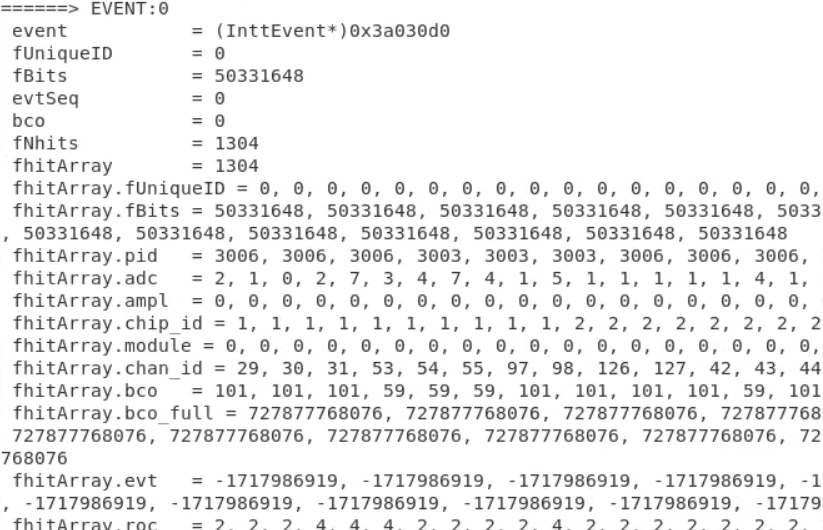 ======> EVENT:0
event = (InttEvent*)0x3a030d0
fUniqueID = 0
fBits = 50331648
evtSeq = 0
bco = 0
fNhits = 1304
fhitArray = 1304
fhitArray.fUniqueID = 0, 0, 0, 0, 0, 0, 0, 0, 0, 0, 0, 0, 0, 0, 0, 0, 0,
fhitArray.fBits = 50331648, 50331648, 50331648, 50331648, 50331648, 5033
, 50331648, 50331648, 50331648, 50331648, 50331648, 50331648, 50331648
fhitArray.pid = 3006, 3006, 3006, 3003, 3003, 3003, 3006, 3006, 3006,
fhitArray.adc = 2, 1, 0, 2, 7, 3, 4, 7, 4, 1, 5, 1, 1, 1, 1, 1, 4, 1,
fhitArray.ampl = 0, 0, 0, 0, 0, 0, 0, 0, 0, 0, 0, 0, 0, 0, 0, 0, 0, 0,
fhitArray.chip_id = 1, 1, 1, 1, 1, 1, 1, 1, 1, 1, 2, 2, 2, 2, 2, 2, 2, 2
fhitArray.module = 0, 0, 0, 0, 0, 0, 0, 0, 0, 0, 0, 0, 0, 0, 0, 0, 0, 0,
fhitArray.chan_id = 29, 30, 31, 53, 54, 55, 97, 98, 126, 127, 42, 43, 44
fhitArray.bco = 101, 101, 101, 59, 59, 59, 101, 101, 101, 101, 59, 101
fhitArray.bco_full = 727877768076, 727877768076, 727877768076, 727877768
727877768076, 727877768076, 727877768076, 727877768076, 727877768076, 72
768076
fhitArray.evt = -1717986919, -1717986919, -1717986919, -1717986919, -1
, -1717986919, -1717986919, -1717986919, -1717986919, -1717986919, -17179
fhitArray.roc = 2, 2, 2, 4, 4, 4, 2, 2, 2, 2, 4, 2, 2, 2, 2, 2, 2, 2,